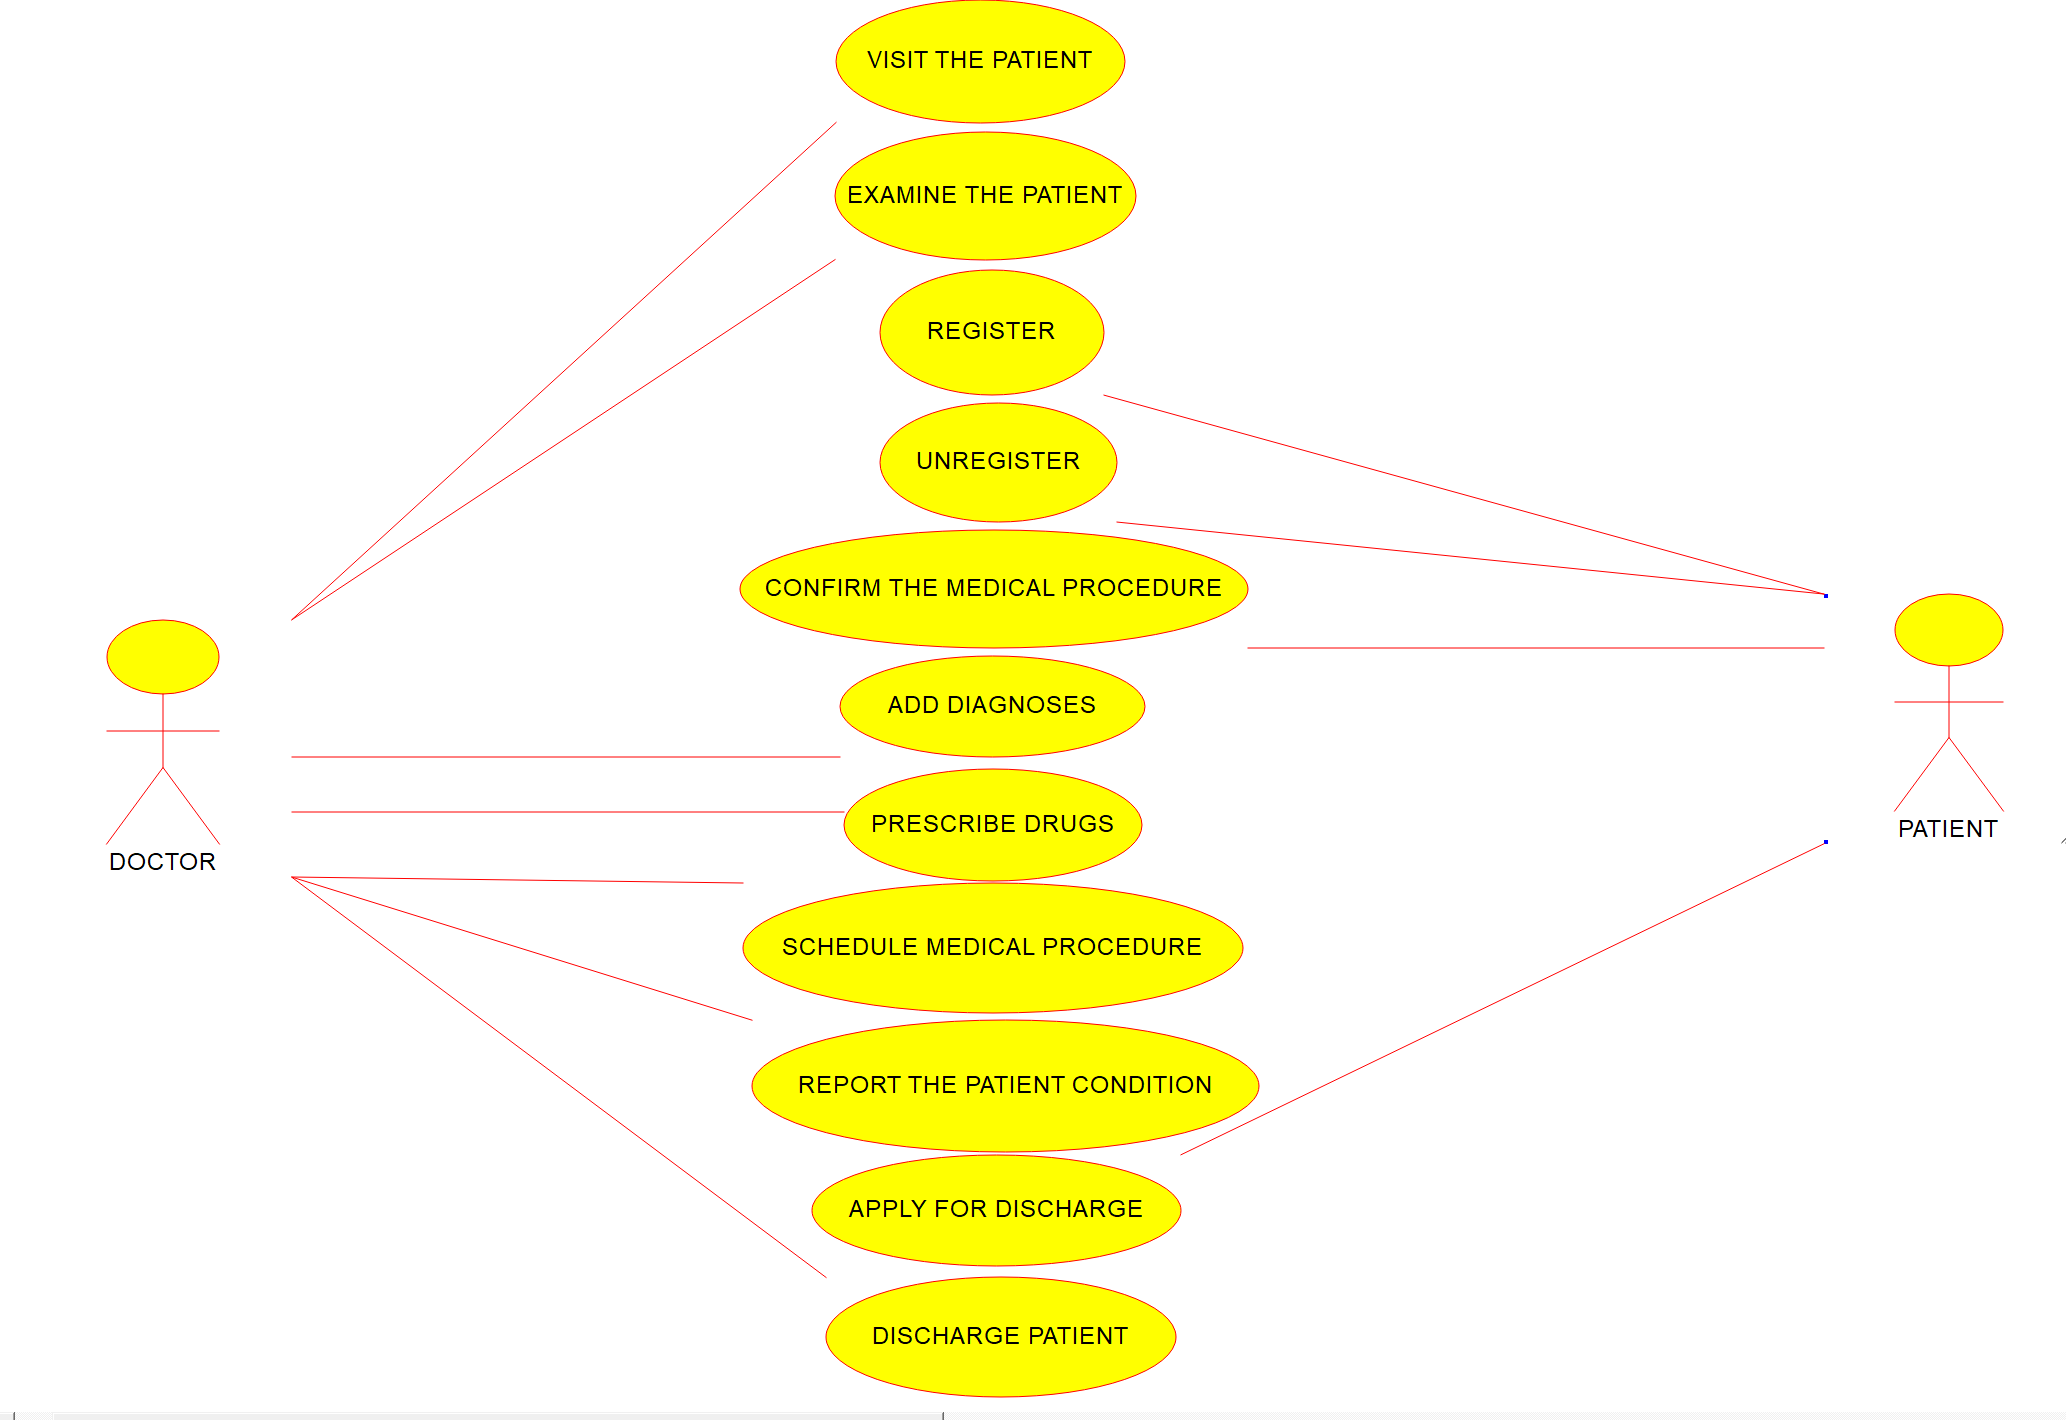 VISIT THE PATIENT
EXAMINE THE PATIENT
REGISTER
UNREGISTER
CONFIRM THE MEDICAL PROCEDURE
ADD DIAGNOSES
PRESCRIBE DRUGS
DOCTOR
PATIENT
SCHEDULE MEDICAL PROCEDURE
REPORT THE PATIENT CONDITION
APPLY FOR DISCHARGE
DISCHARGE PATIENT